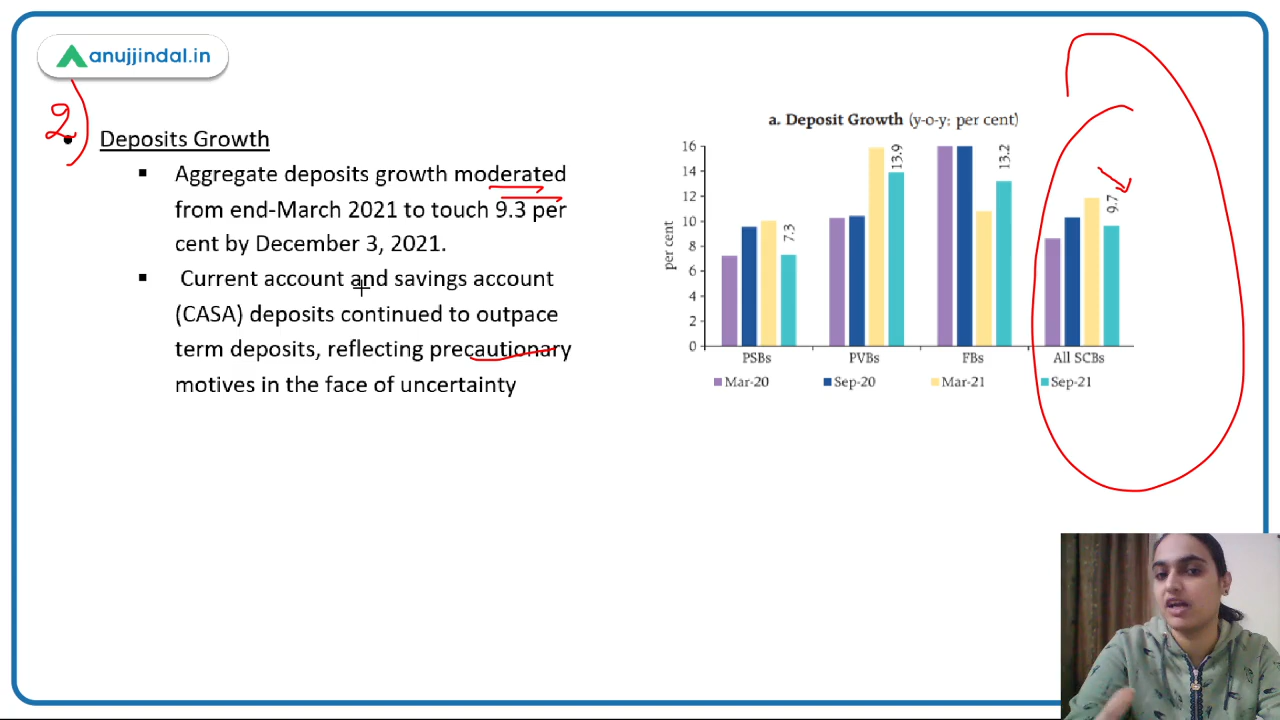 anujjindal.in
2)
• Deposits Growth
▪ Aggregate deposits growth moderated
from end-March 2021 to touch 9.3 per
cent by December 3, 2021.
▪ Current account and savings account
(CASA) deposits continued to outpace
term deposits, reflecting precautionary
motives in the face of uncertainty
a. Deposit Growth (y-o-y; per cent)
per cent
16
14
12
10
8
6
4
2
0
7.3
13.9
13.2
9.7
PSBs PVBs FBs All SCBs
Mar-20 Sep-20 Mar-21 Sep-21